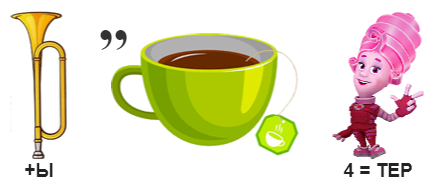 ,,
+Ы
4 = ТЕР